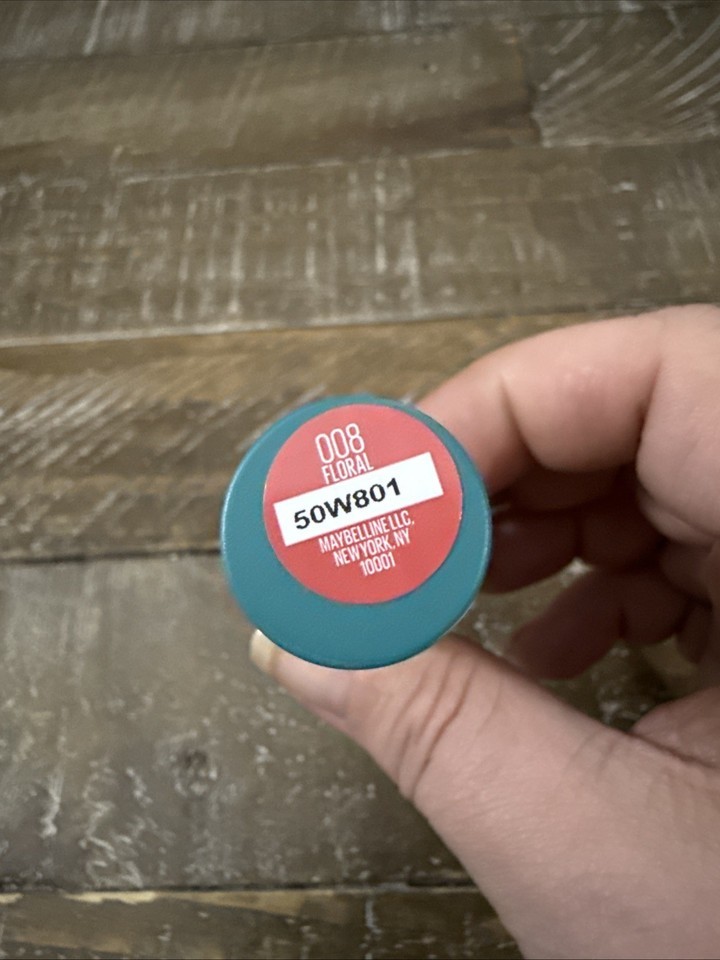 008
FLORAL
50W801
MAYBELLINE LLC,
NEW YORK, NY
10001